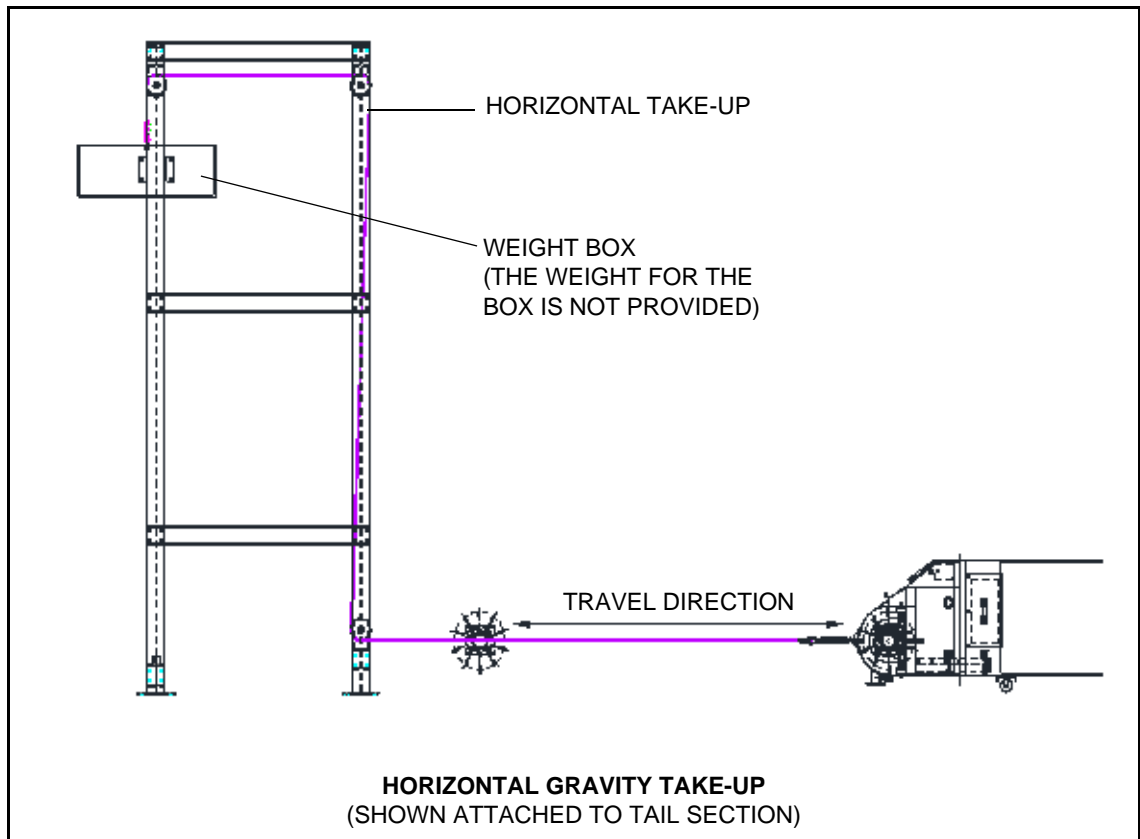 HORIZONTAL TAKE-UP
WEIGHT BOX
(THE WEIGHT FOR THE
BOX IS NOT PROVIDED)
TRAVEL DIRECTION
HORIZONTAL GRAVITY TAKE-UP
(SHOWN ATTACHED TO TAIL SECTION)